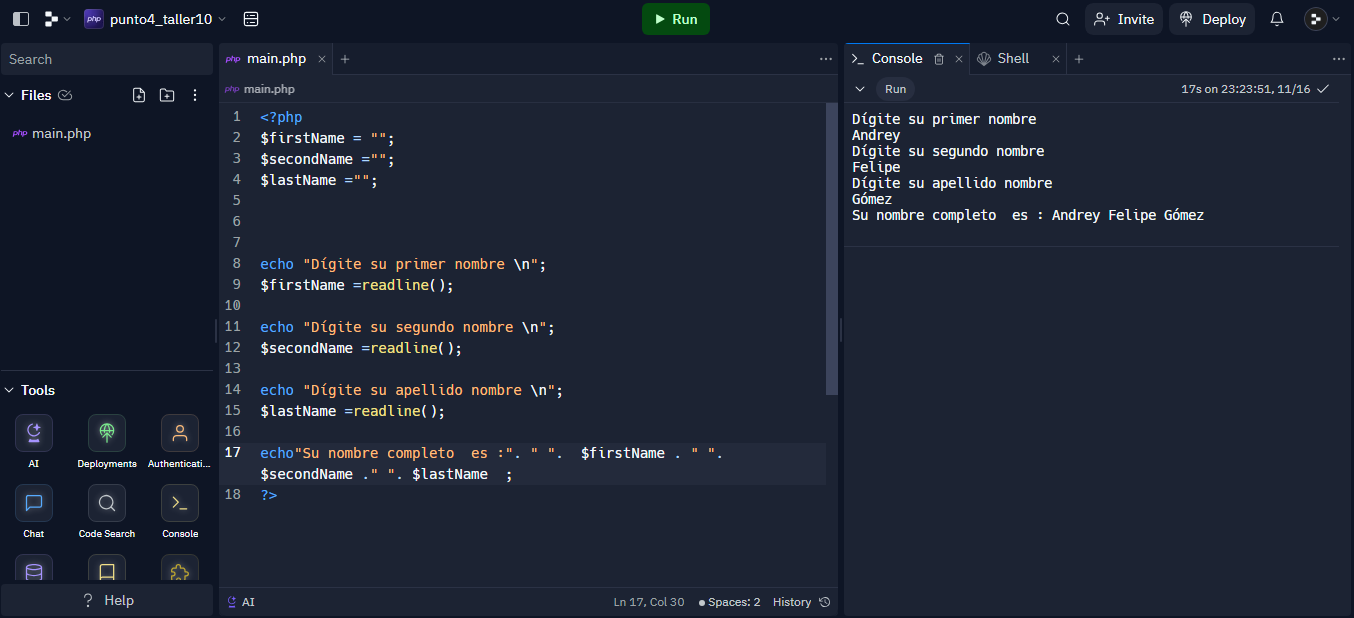 php punto4_taller10
Run
Invite
Deploy
Search
Files
php main.php
Tools
AI
Deployments
Authenticati...
Chat
Code Search
Console
? Help
php main.php
php main.php
1 <?php
2 $firstName = "";
3 $secondName ="";
4 $lastName ="";
5
6
7
8 echo "Dígite su primer nombre \n";
9 $firstName =readline();
10
11 echo "Dígite su segundo nombre \n";
12 $secondName =readline();
13
14 echo "Dígite su apellido nombre \n";
15 $lastName =readline();
16
17 echo"Su nombre completo  es :". " ".  $firstName . " ".
$secondName ." ". $lastName  ;
18 ?>
AI
Ln 17, Col 30
Spaces: 2
History
Console
Shell
Run
17s on 23:23:51, 11/16
Dígite su primer nombre
Andrey
Dígite su segundo nombre
Felipe
Dígite su apellido nombre
Gómez
Su nombre completo  es : Andrey Felipe Gómez